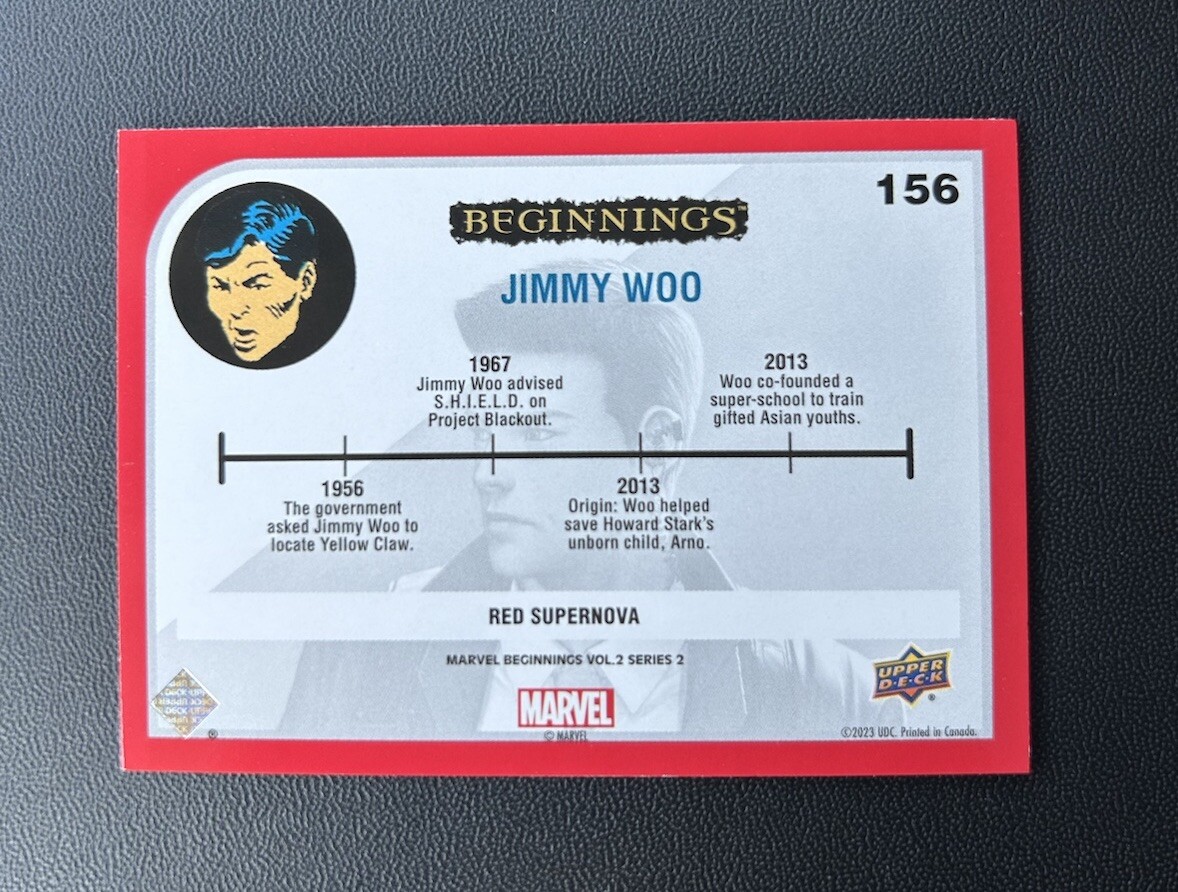 156
BEGINNINGS™
JIMMY WOO
1967
Jimmy Woo advised
S.H.I.E.L.D. on
Project Blackout.
2013
Woo co-founded a
super-school to train
gifted Asian youths.
1956
The government
asked Jimmy Woo to
locate Yellow Claw.
2013
Origin: Woo helped
save Howard Stark's
unborn child, Arno.
RED SUPERNOVA
MARVEL BEGINNINGS VOL.2 SERIES 2
UPPER
D·E·C·K
®
MARVEL
© MARVEL
®
©2023 UDC. Printed in Canada.